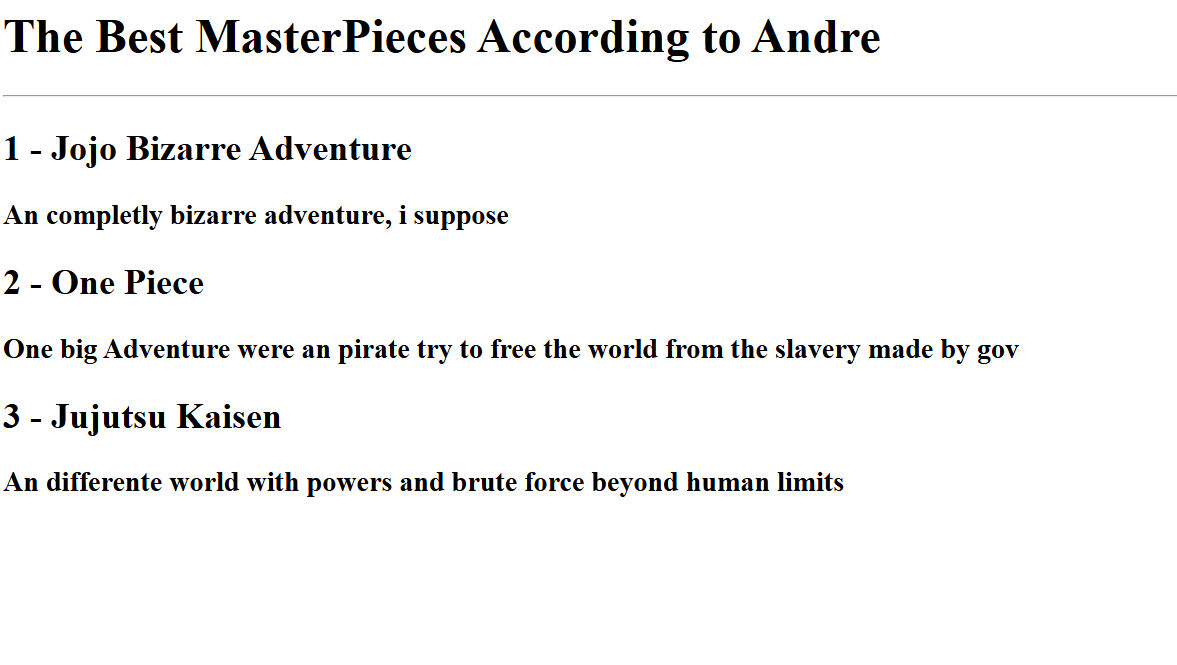 The Best MasterPieces According to Andre
1 - Jojo Bizarre Adventure
An completly bizarre adventure, i suppose
2 - One Piece
One big Adventure were an pirate try to free the world from the slavery made by gov
3 - Jujutsu Kaisen
An differente world with powers and brute force beyond human limits